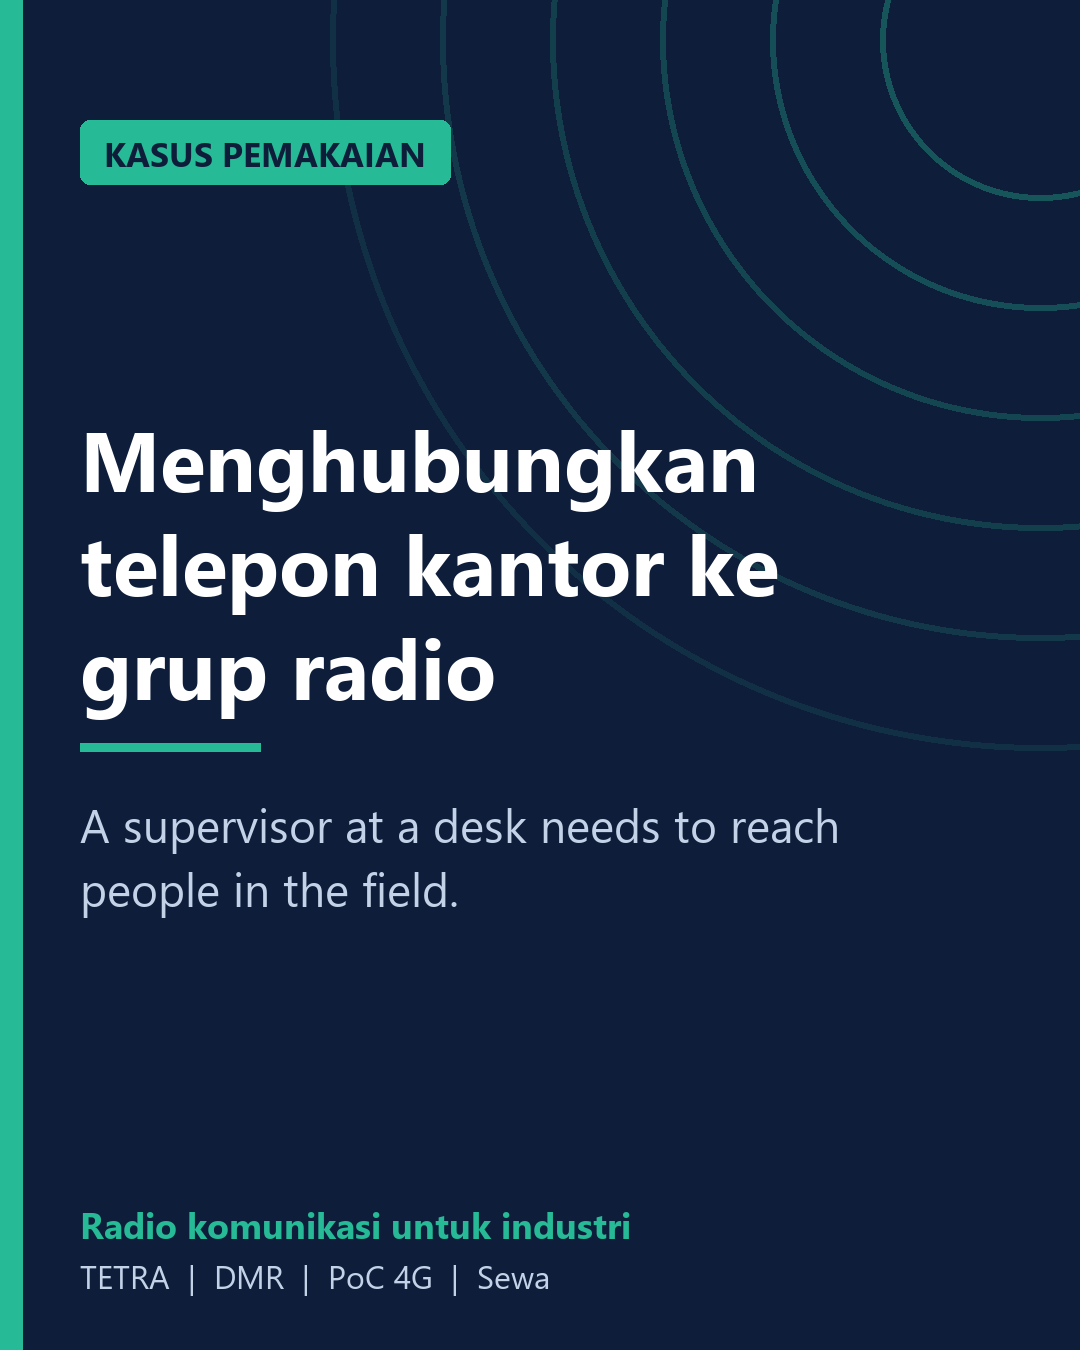 KASUS PEMAKAIAN
Menghubungkan
telepon kantor ke
grup radio
A supervisor at a desk needs to reach
people in the field.
Radio komunikasi untuk industri
TETRA | DMR | PoC 4G | Sewa